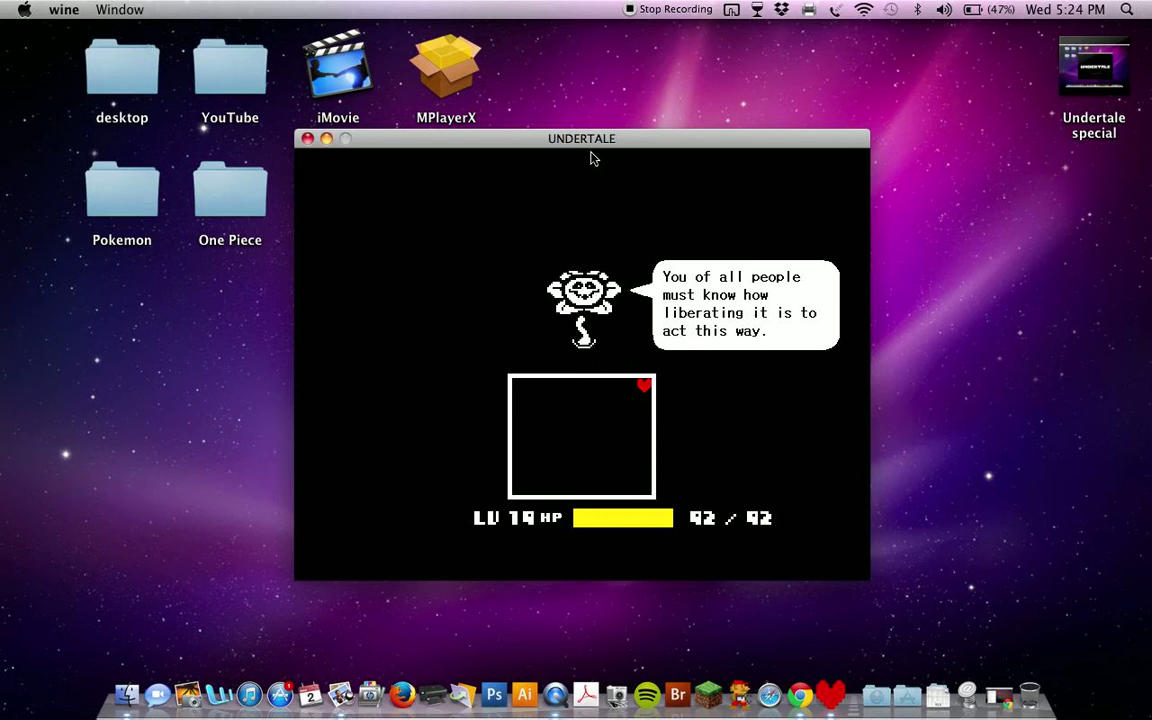 wine Window Stop Recording (47%) Wed 5:24 PM
desktop YouTube iMovie MPlayerX
Undertale
special
UNDERTALE
Pokemon One Piece
You of all people
must know how
liberating it is to
act this way.
LV 19 HP 92 / 92
Ps Ai Br